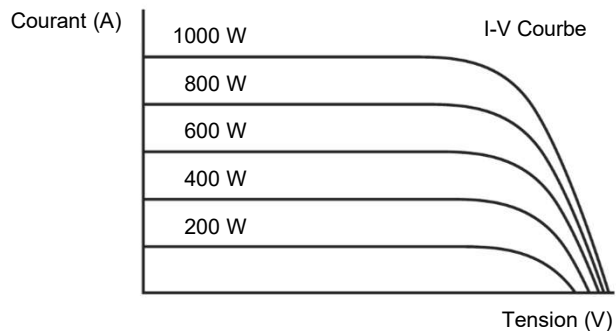 Courant (A)
I-V Courbe
1000 W
800 W
600 W
400 W
200 W
Tension (V)